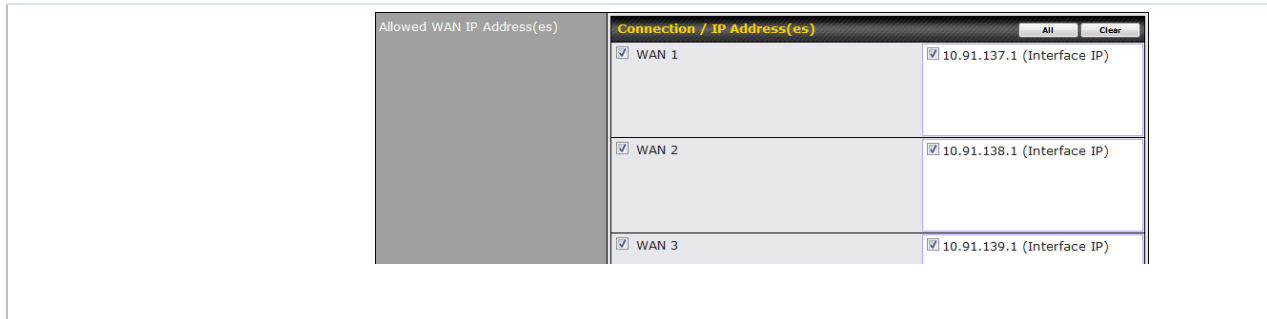 Allowed WAN IP Address(es)
Connection / IP Address(es) All Clear
WAN 1 10.91.137.1 (Interface IP)
WAN 2 10.91.138.1 (Interface IP)
WAN 3 10.91.139.1 (Interface IP)